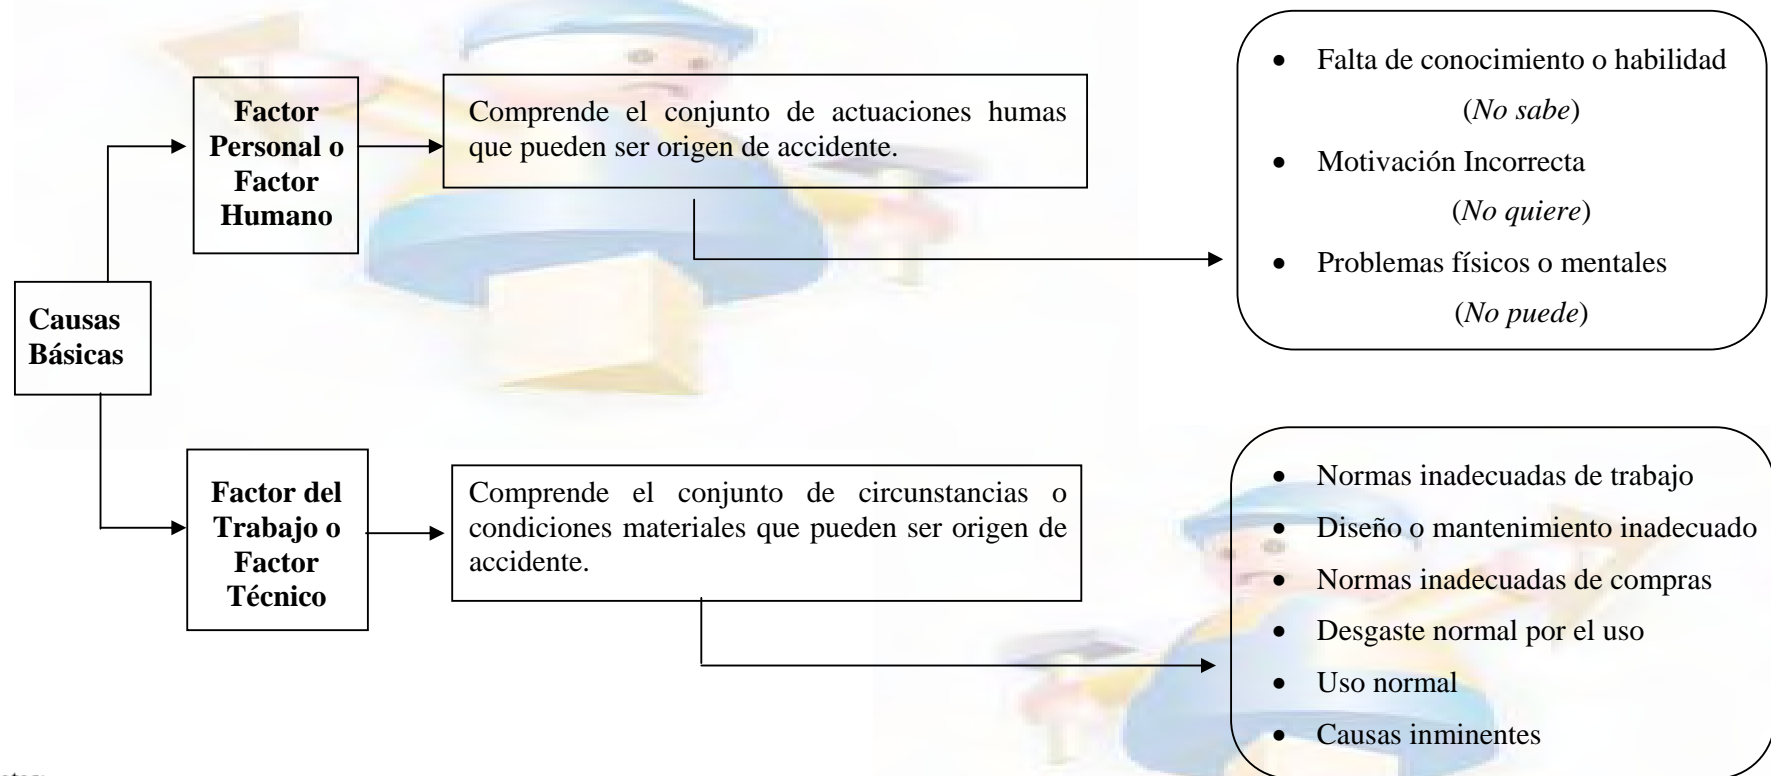 Causas
Básicas
Factor
Personal o
Factor
Humano
Comprende el conjunto de actuaciones humas
que pueden ser origen de accidente.
• Falta de conocimiento o habilidad
(No sabe)
• Motivación Incorrecta
(No quiere)
• Problemas físicos o mentales
(No puede)
Factor del
Trabajo o
Factor
Técnico
Comprende el conjunto de circunstancias o
condiciones materiales que pueden ser origen de
accidente.
• Normas inadecuadas de trabajo
• Diseño o mantenimiento inadecuado
• Normas inadecuadas de compras
• Desgaste normal por el uso
• Uso normal
• Causas inminentes